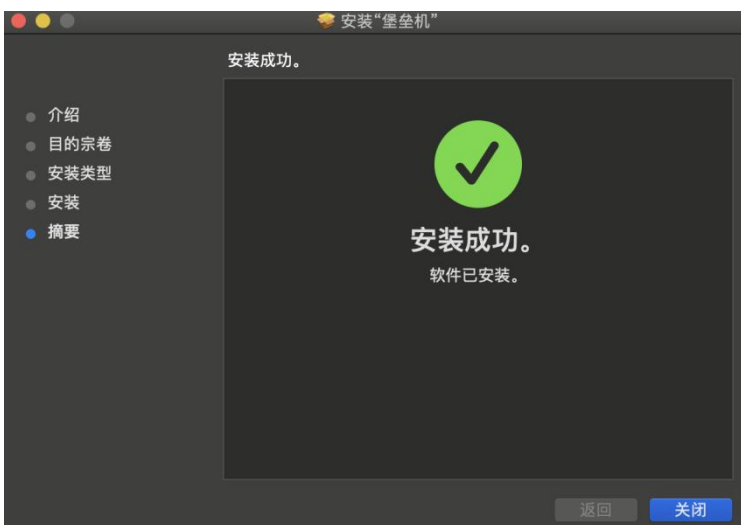 安装“堡垒机”
安装成功。
介绍
目的宗卷
安装类型
安装
摘要
安装成功。
软件已安装。
返回
关闭